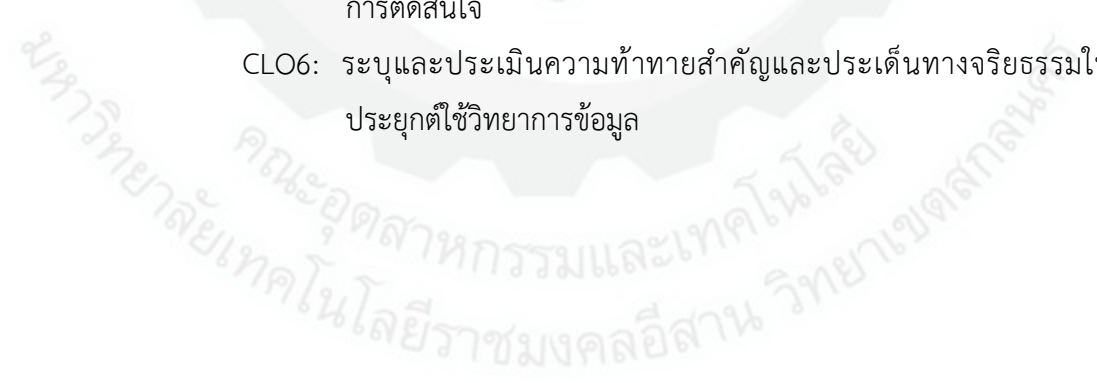 การตัดสินใจ
CLO6: ระบุและประเมินความท้าทายสำคัญและประเด็นทางจริยธรรมใ
ประยุกต์ใช้วิทยาการข้อมูล
คณะอุตสาหกรรมและเทคโนโลยี
มหาวิทยาลัยเทคโนโลยีราชมงคลอีสาน วิทยาเขตสกลนคร